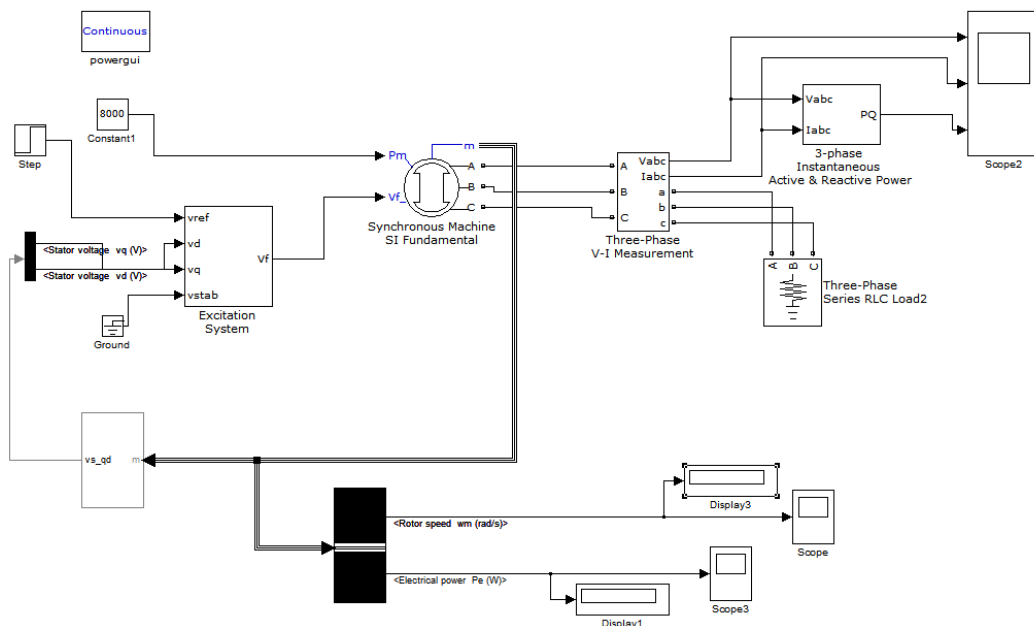 Continuous
powergui
8000
Constant1
Step
Pm
m
A
B
C
Vf_
Synchronous Machine
SI Fundamental
A
B
C
Vabc
Iabc
a
b
c
Three-Phase
V-I Measurement
Vabc
Iabc
PQ
3-phase
Instantaneous
Active & Reactive Power
Scope2
A B C
Three-Phase
Series RLC Load2
vref
vd
vq
vstab
Vf
Excitation
System
<Stator voltage vq (V)>
<Stator voltage vd (V)>
Ground
vs_qd
m
Display3
<Rotor speed wm (rad/s)>
Scope
<Electrical power Pe (W)>
Scope3
Display1